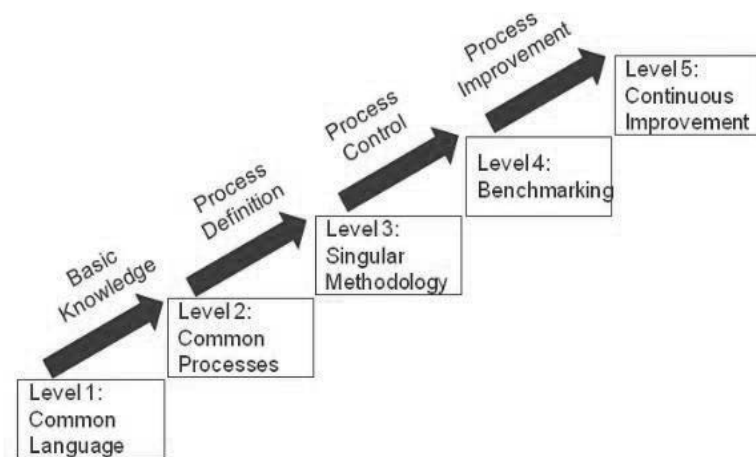 Process
Improvement
Level 5:
Continuous
Improvement
Process
Control
Level 4:
Benchmarking
Process
Definition
Level 3:
Singular
Methodology
Basic
Knowledge
Level 2:
Common
Processes
Level 1:
Common
Language